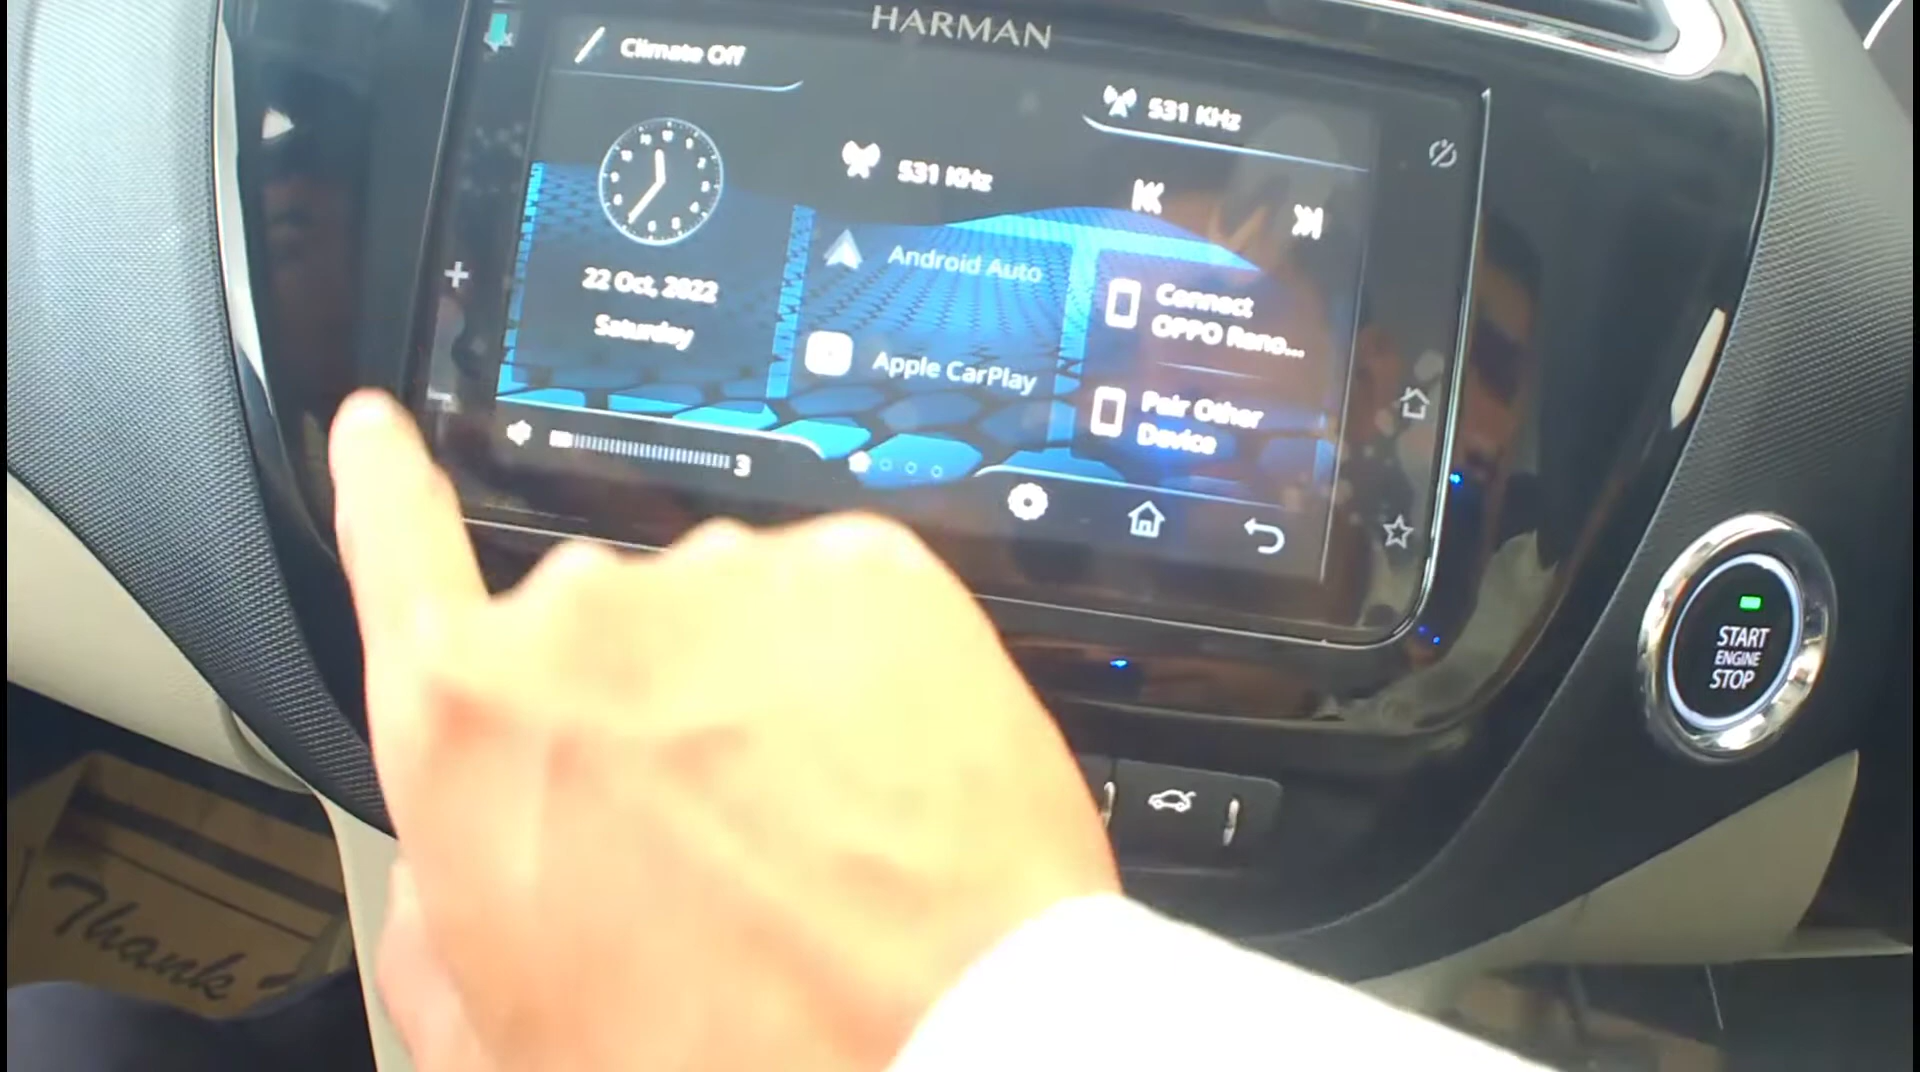 HARMAN
Climate Off
531 KHz
531 KHz
Android Auto
22 Oct, 2022
Saturday
Connect
OPPO Reno...
Apple CarPlay
Pair Other
Device
3
START
ENGINE
STOP
Thank